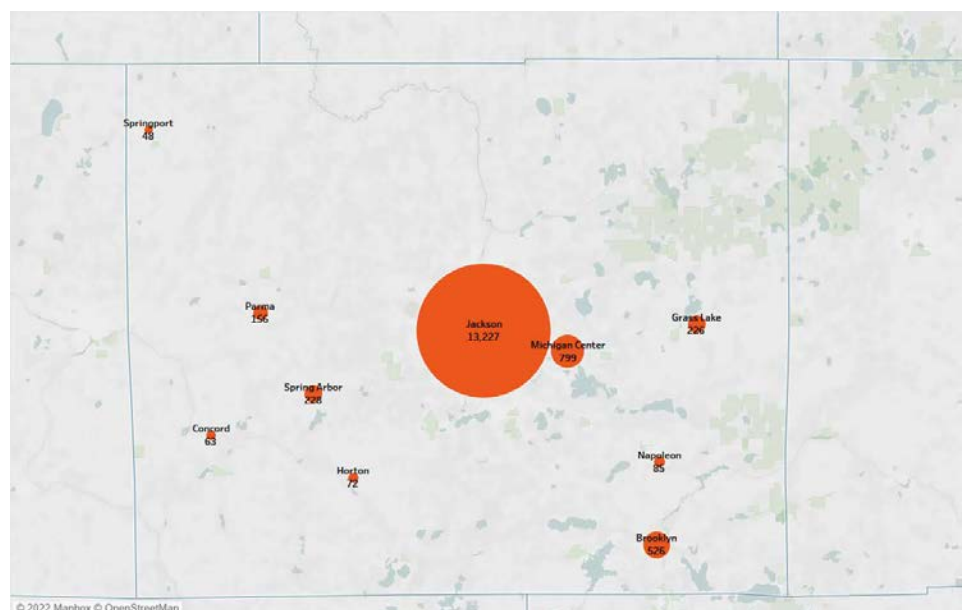 Springport
48
Parma
156
Jackson
13,227
Grass Lake
226
Michigan Center
799
Spring Arbor
228
Concord
63
Horton
72
Napoleon
85
Brooklyn
526
© 2022 Mapbox © OpenStreetMap